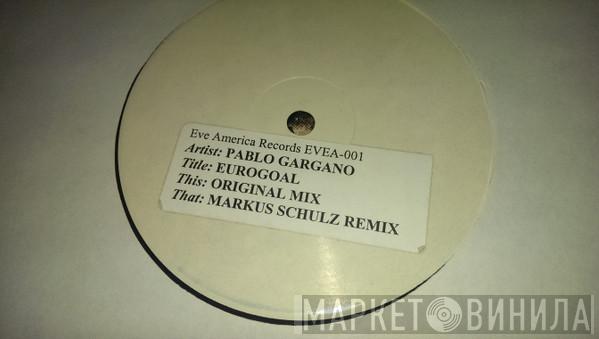 Eve America Records EVEA-001
Artist: PABLO GARGANO
Title: EUROGOAL
This: ORIGINAL MIX
That: MARKUS SCHULZ REMIX
МАРКЕТ ВИНИЛА